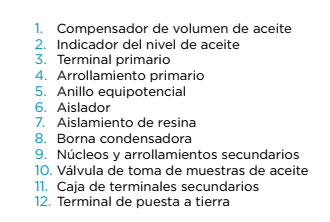 1. Compensador de volumen de aceite
2. Indicador del nivel de aceite
3. Terminal primario
4. Arrollamiento primario
5. Anillo equipotencial
6. Aislador
7. Aislamiento de resina
8. Borna condensadora
9. Núcleos y arrollamientos secundarios
10. Válvula de toma de muestras de aceite
11. Caja de terminales secundarios
12. Terminal de puesta a tierra